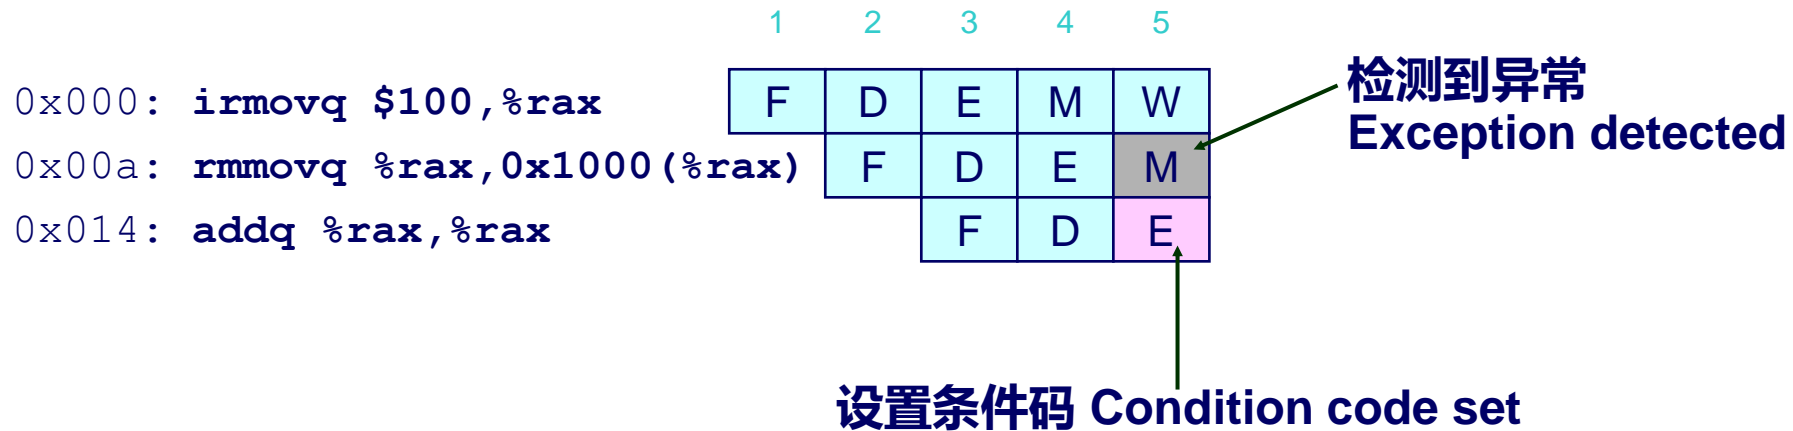 1 2 3 4 5
0x000: irmovq $100,%rax F D E M W
0x00a: rmmovq %rax,0x1000(%rax) F D E M
0x014: addq %rax,%rax F D E
检测到异常
Exception detected
设置条件码 Condition code set